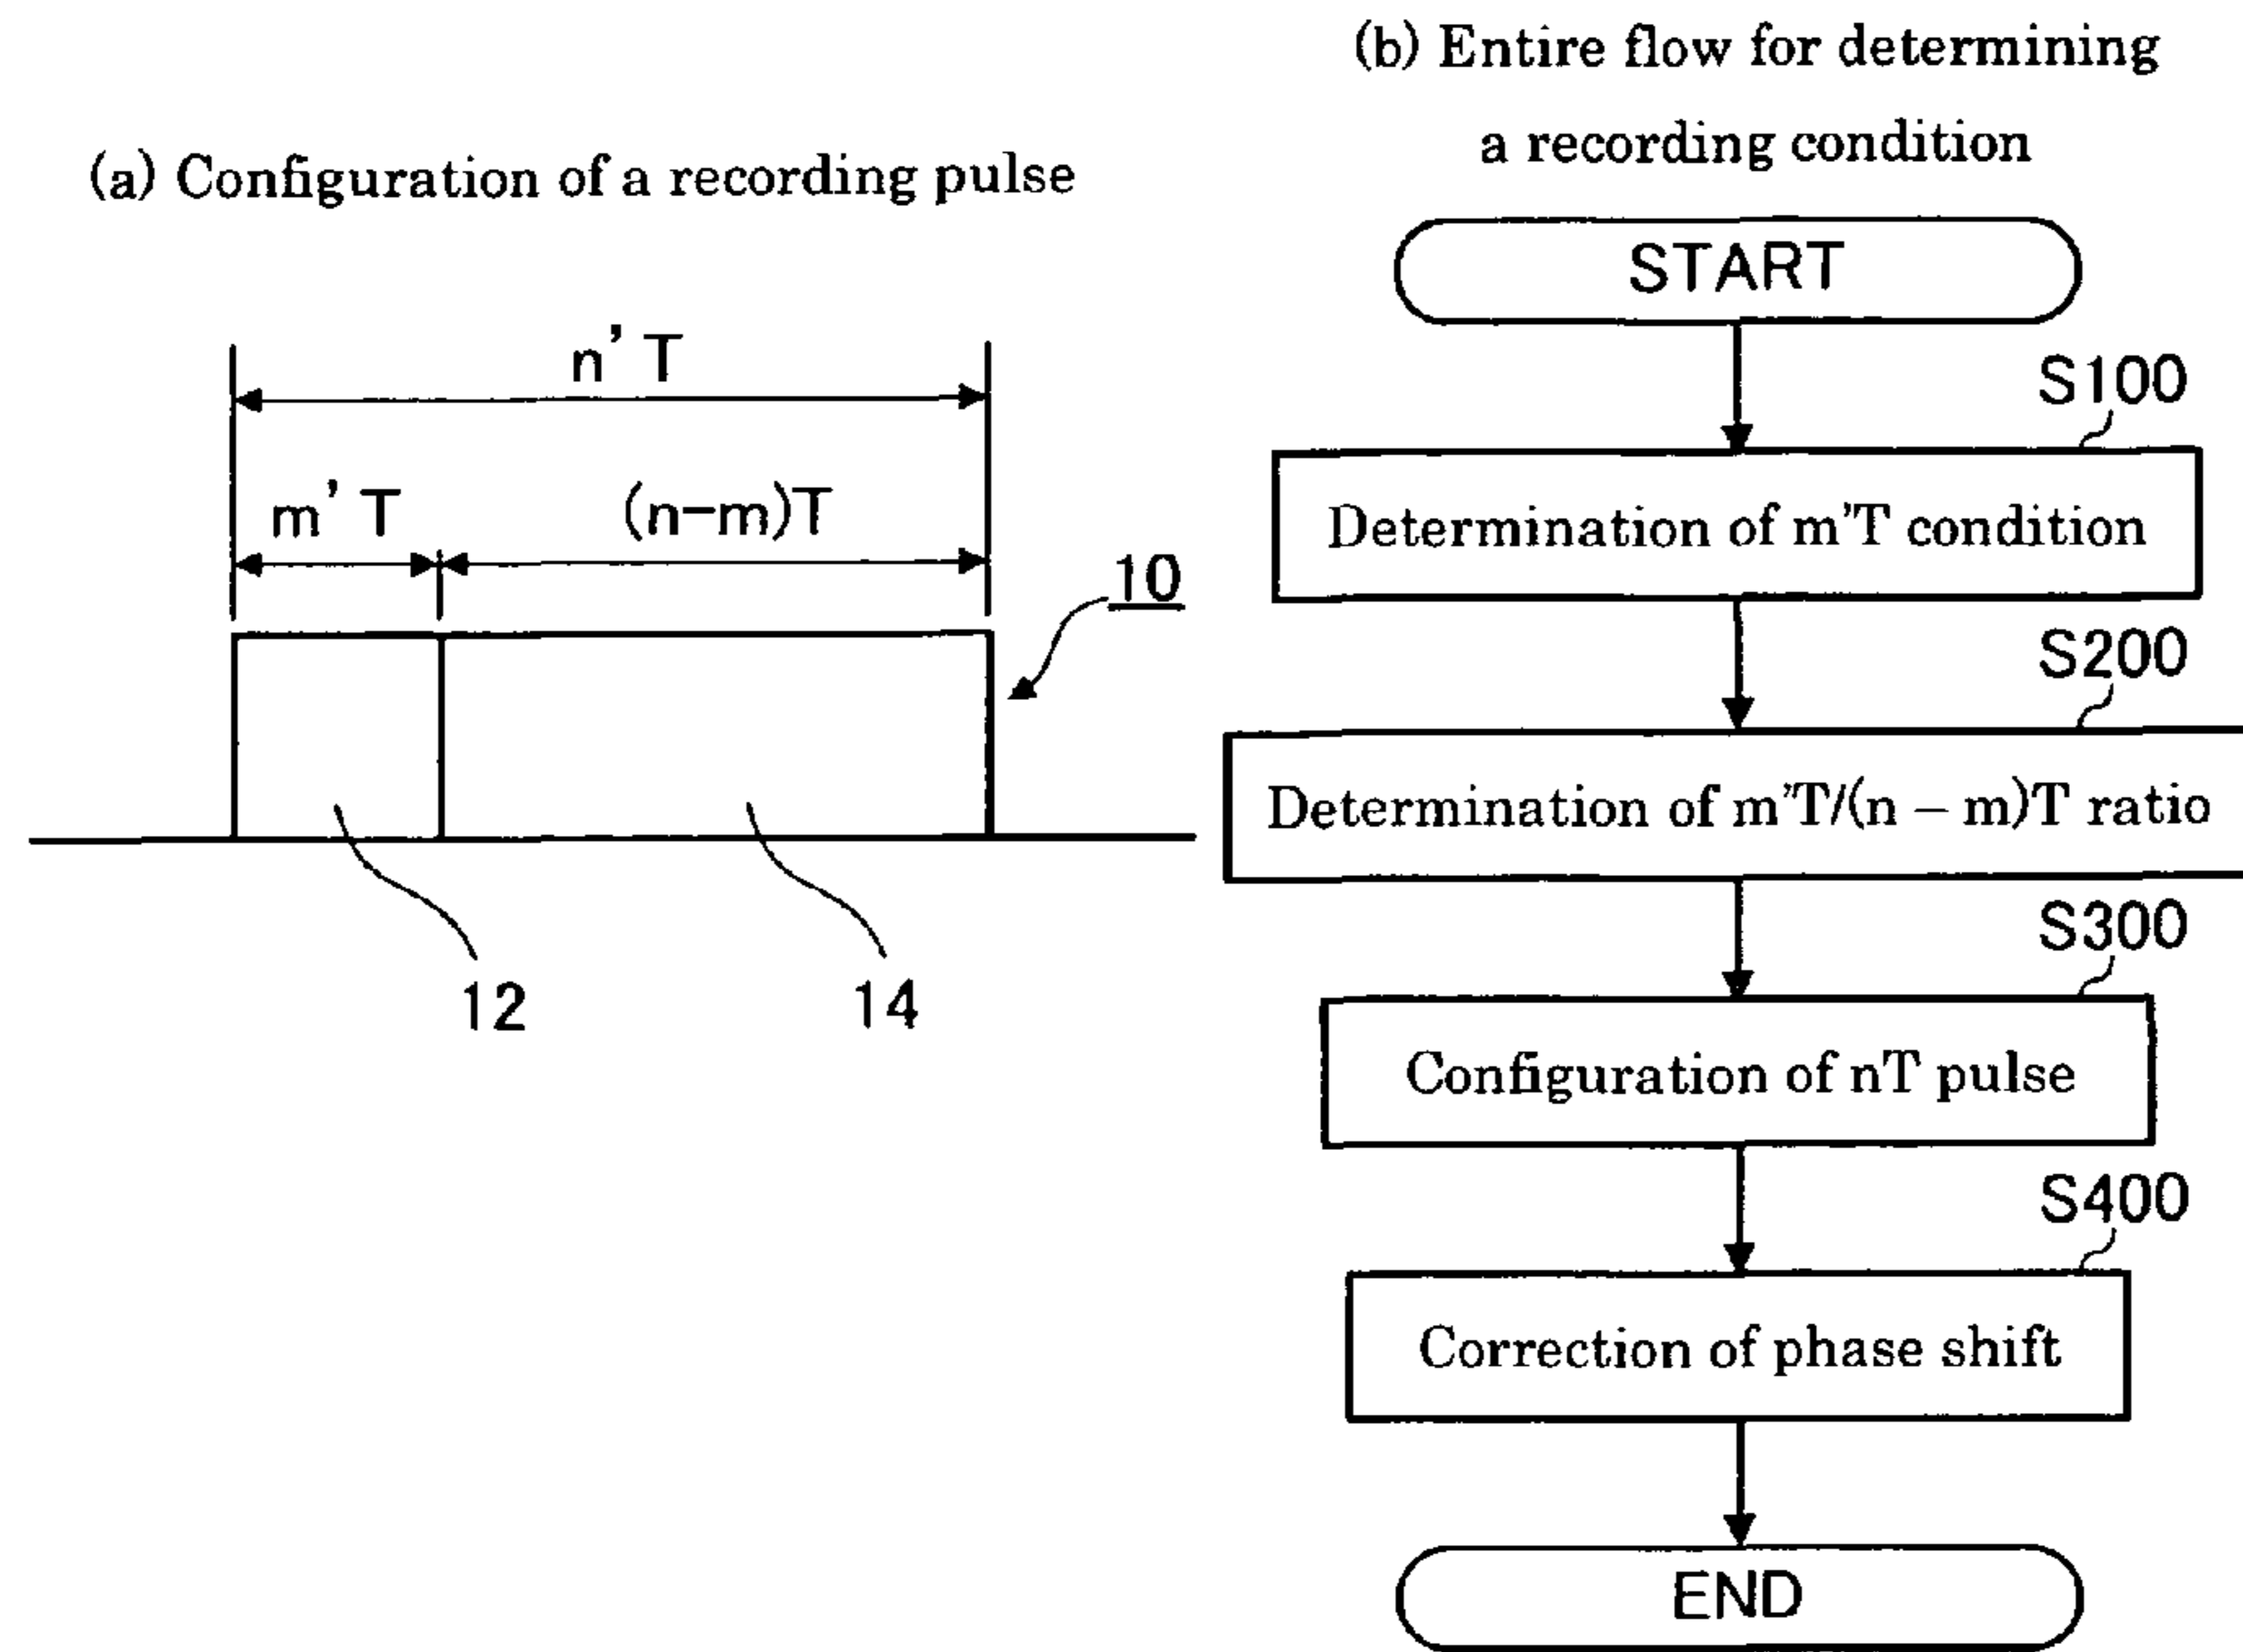 (a) Configuration of a recording pulse
n' T
m' T
(n-m)T
10
12
14
(b) Entire flow for determining
a recording condition
START
S100
Determination of m'T condition
S200
Determination of m'T/(n – m)T ratio
S300
Configuration of nT pulse
S400
Correction of phase shift
END